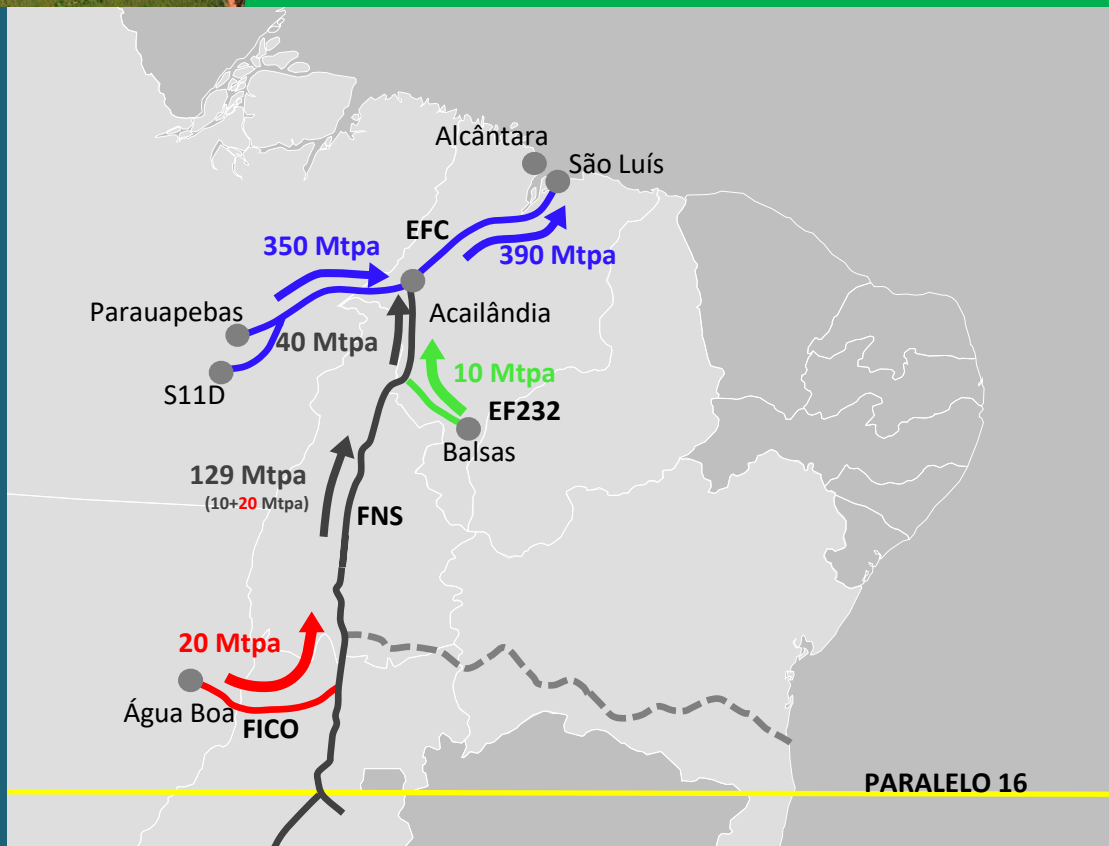 Alcântara
São Luís
EFC
350 Mtpa
390 Mtpa
Parauapebas
Acailândia
40 Mtpa
S11D
10 Mtpa
EF232
Balsas
129 Mtpa
(10+20 Mtpa)
FNS
20 Mtpa
Água Boa
FICO
PARALELO 16